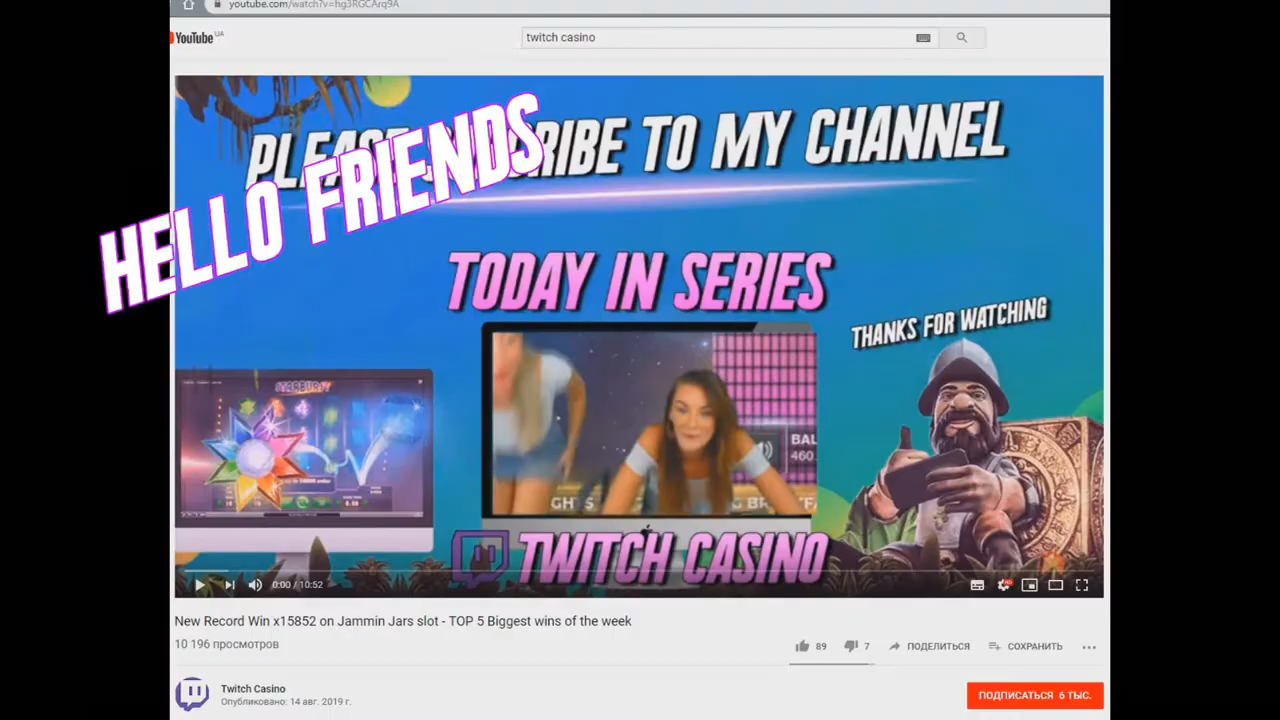 youtube.com/watch?v=hg3RGCArq9A
YouTube UA
twitch casino
PLEASE SUBSCRIBE TO MY CHANNEL
HELLO FRIENDS
TODAY IN SERIES
THANKS FOR WATCHING
STARBURST
BAL
460
TWITCH CASINO
0:00 / 10:52
New Record Win x15852 on Jammin Jars slot - TOP 5 Biggest wins of the week
10 196 просмотров
89
7
ПОДЕЛИТЬСЯ
СОХРАНИТЬ
Twitch Casino
Опубликовано: 14 авг. 2019 г.
ПОДПИСАТЬСЯ 6 ТЫС.